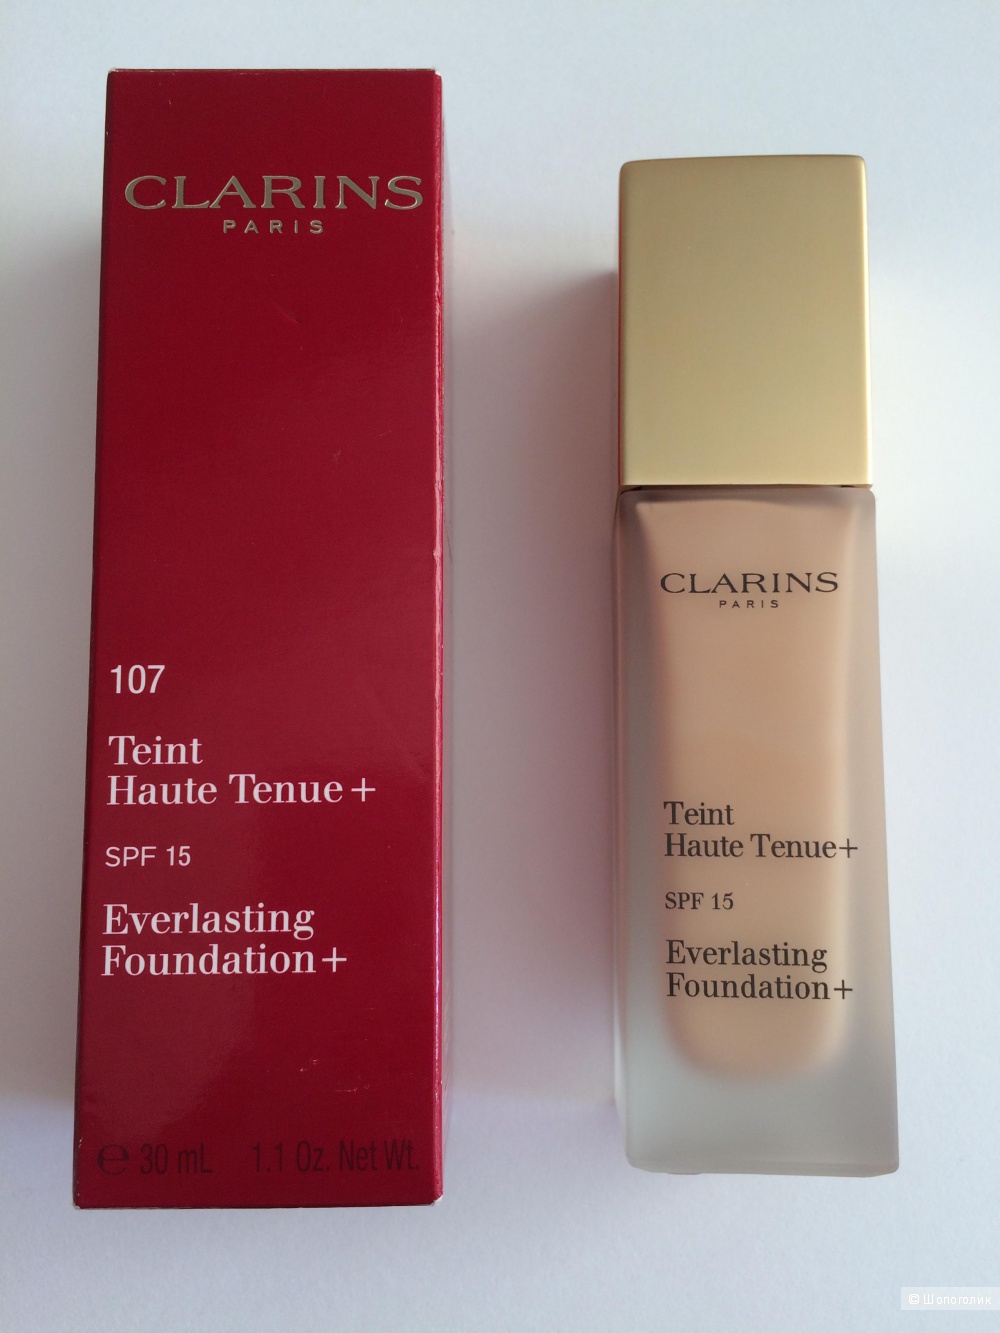 CLARINS
PARIS
107
Teint
Haute Tenue+
SPF 15
Everlasting
Foundation+
℮ 30 mL 1.1 Oz. Net Wt.
CLARINS
PARIS
Teint
Haute Tenue+
SPF 15
Everlasting
Foundation+
© Шопоголик